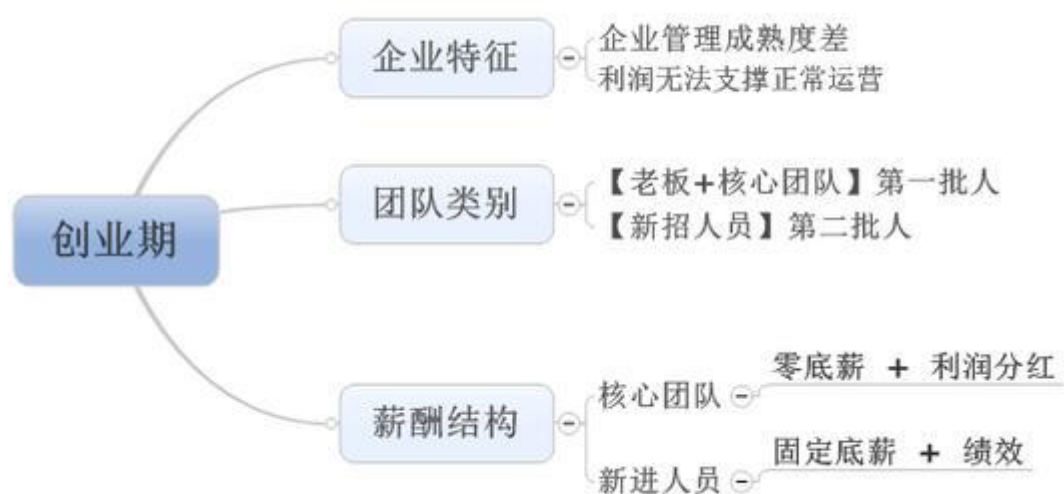 创业期
企业特征
企业管理成熟度差
利润无法支撑正常运营
团队类别
【老板+核心团队】第一批人
【新招人员】第二批人
薪酬结构
核心团队
零底薪 + 利润分红
新进人员
固定底薪 + 绩效